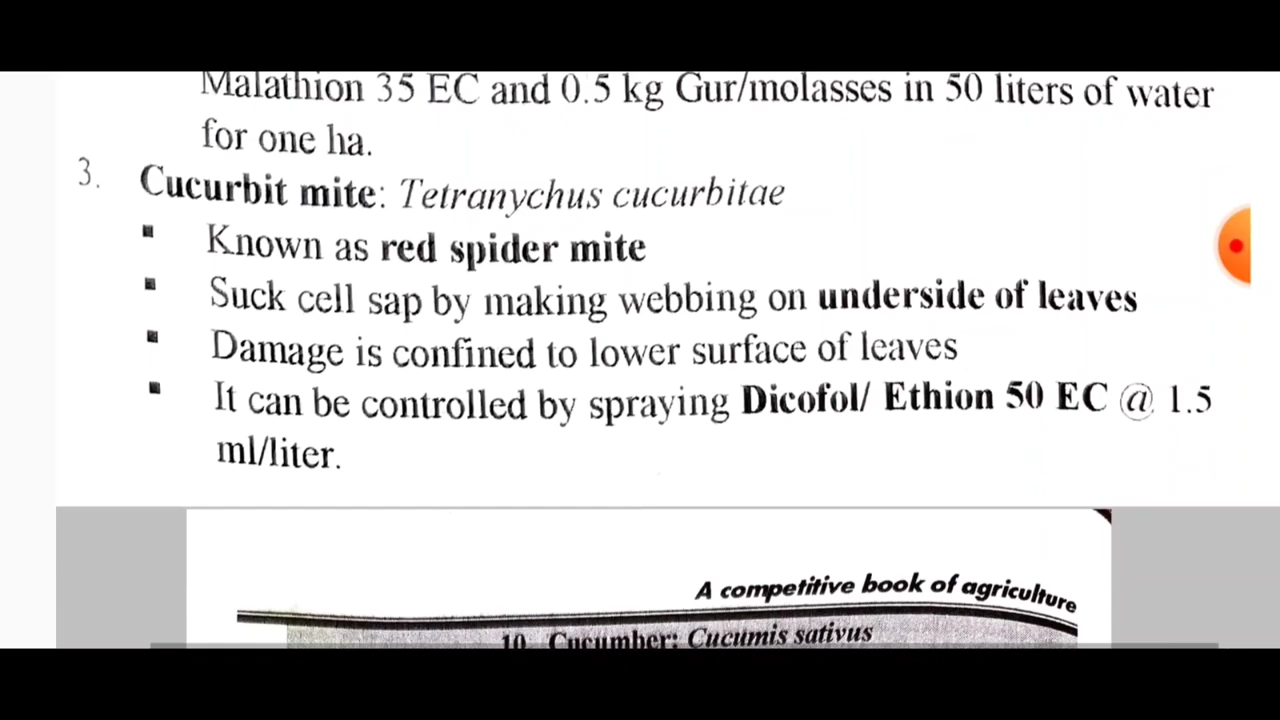 Malathion 35 EC and 0.5 kg Gur/molasses in 50 liters of water
for one ha.
3. Cucurbit mite: Tetranychus cucurbitae
▪ Known as red spider mite
▪ Suck cell sap by making webbing on underside of leaves
▪ Damage is confined to lower surface of leaves
▪ It can be controlled by spraying Dicofol/ Ethion 50 EC @ 1.5
ml/liter.
A competitive book of agriculture
10. Cucumber: Cucumis sativus